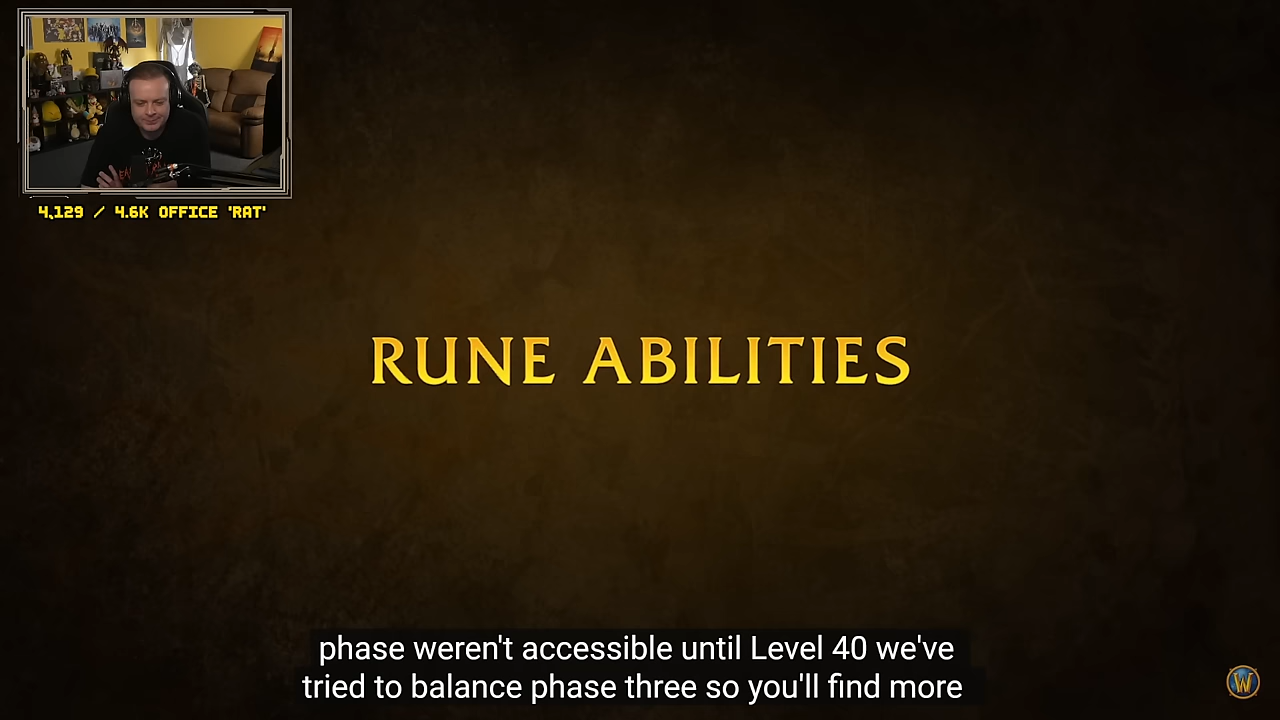 4,129 / 4.6K OFFICE 'RAT'
RUNE ABILITIES
phase weren't accessible until Level 40 we've
tried to balance phase three so you'll find more
W